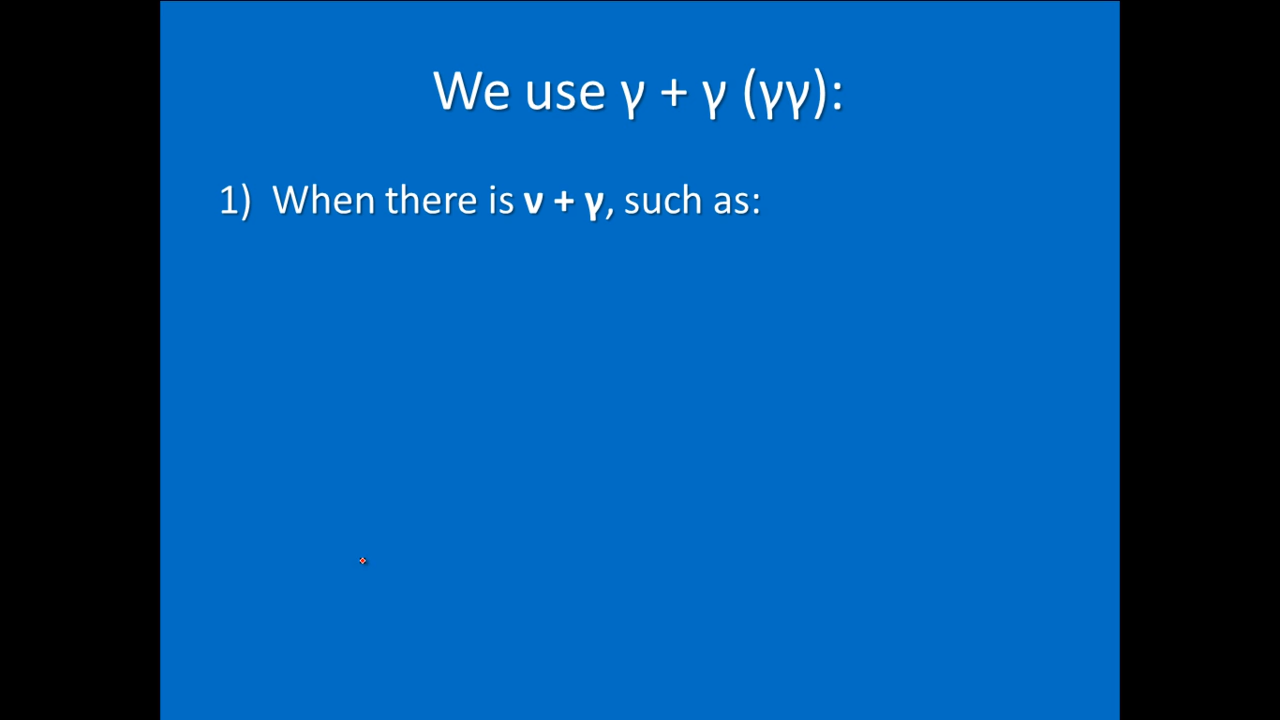 We use γ + γ (γγ):
1) When there is ν + γ, such as: